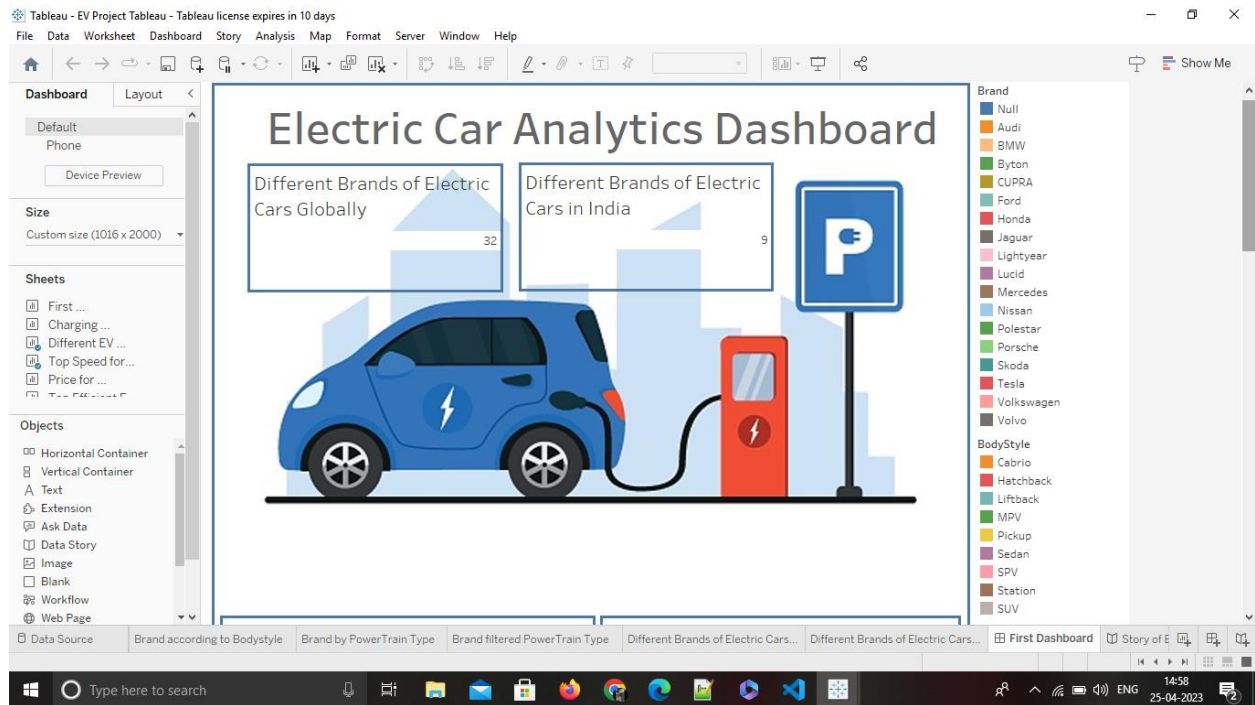 Tableau - EV Project Tableau - Tableau license expires in 10 days
File Data Worksheet Dashboard Story Analysis Map Format Server Window Help
Show Me
Dashboard Layout
Default
Phone
Device Preview
Size
Custom size (1016 x 2000)
Sheets
First ...
Charging ...
Different EV ...
Top Speed for...
Price for ...
Objects
Horizontal Container
Vertical Container
Text
Extension
Ask Data
Data Story
Image
Blank
Workflow
Web Page
Electric Car Analytics Dashboard
Different Brands of Electric
Cars Globally
32
Different Brands of Electric
Cars in India
9
P
Brand
Null
Audi
BMW
Byton
CUPRA
Ford
Honda
Jaguar
Lightyear
Lucid
Mercedes
Nissan
Polestar
Porsche
Skoda
Tesla
Volkswagen
Volvo
BodyStyle
Cabrio
Hatchback
Liftback
MPV
Pickup
Sedan
SPV
Station
SUV
Data Source Brand according to Bodystyle Brand by PowerTrain Type Brand filtered PowerTrain Type Different Brands of Electric Cars... Different Brands of Electric Cars... First Dashboard Story of E
Type here to search
ENG
14:58
25-04-2023
2